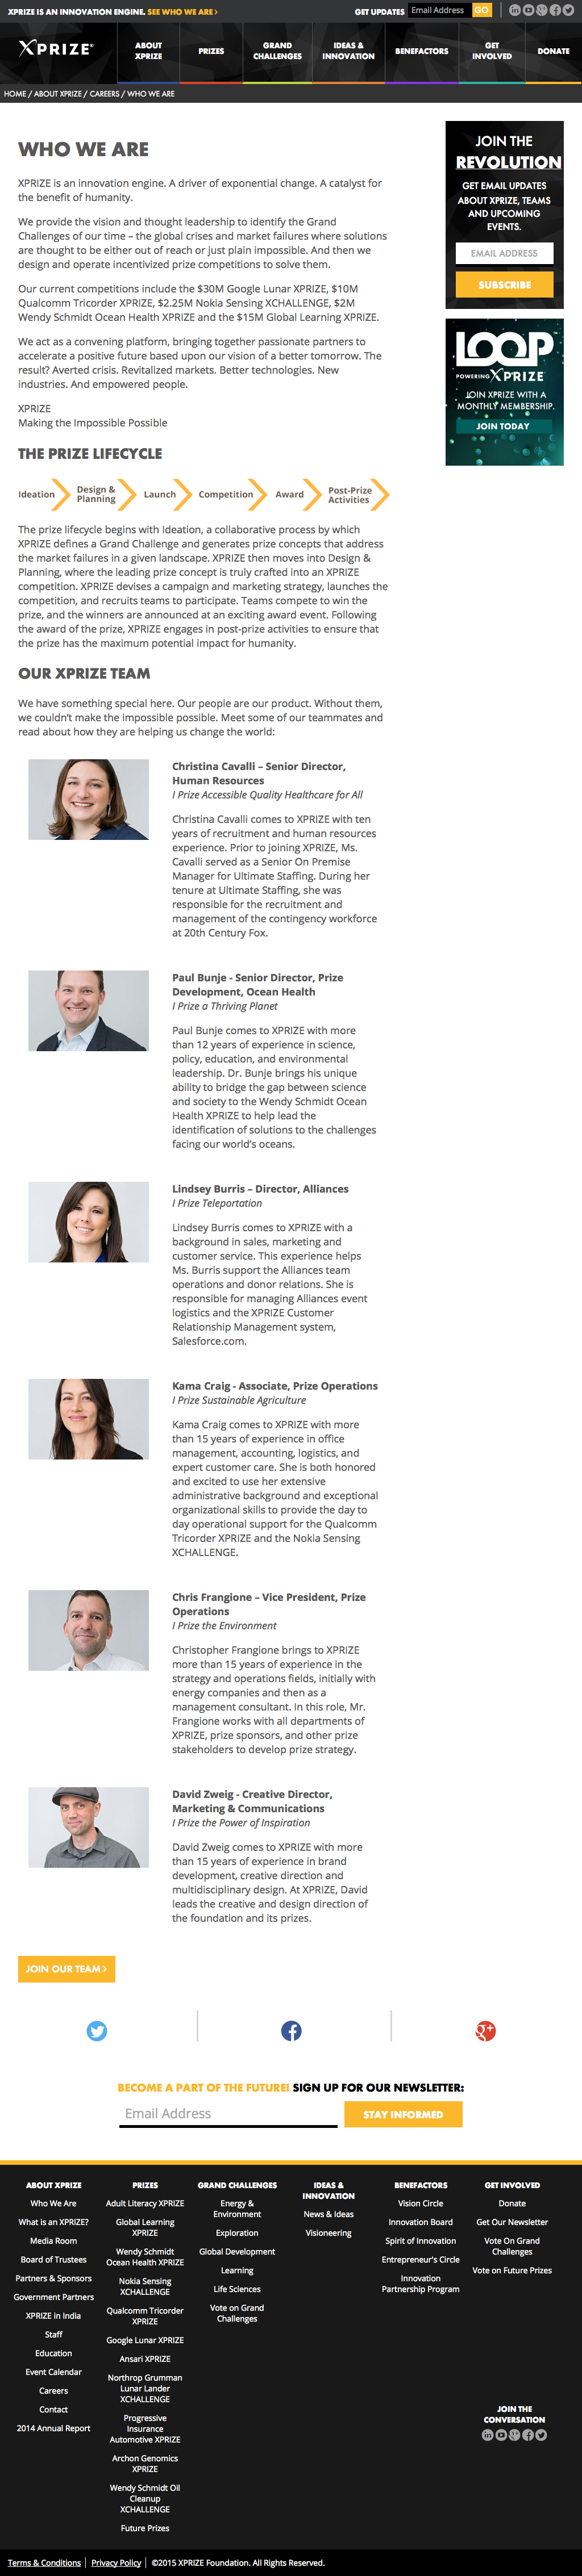 XPRIZE IS AN INNOVATION ENGINE. SEE WHO WE ARE >
GET UPDATES Email Address GO
XPRIZE®
ABOUT XPRIZE
PRIZES
GRAND CHALLENGES
IDEAS & INNOVATION
BENEFACTORS
GET INVOLVED
DONATE
HOME / ABOUT XPRIZE / CAREERS / WHO WE ARE
WHO WE ARE
XPRIZE is an innovation engine. A driver of exponential change. A catalyst for
the benefit of humanity.
We provide the vision and thought leadership to identify the Grand
Challenges of our time – the global crises and market failures where solutions
are thought to be either out of reach or just plain impossible. And then we
design and operate incentivized prize competitions to solve them.
Our current competitions include the $30M Google Lunar XPRIZE, $10M
Qualcomm Tricorder XPRIZE, $2.25M Nokia Sensing XCHALLENGE, $2M
Wendy Schmidt Ocean Health XPRIZE and the $15M Global Learning XPRIZE.
We act as a convening platform, bringing together passionate partners to
accelerate a positive future based upon our vision of a better tomorrow. The
result? Averted crisis. Revitalized markets. Better technologies. New
industries. And empowered people.
XPRIZE
Making the Impossible Possible
THE PRIZE LIFECYCLE
Ideation
Design &
Planning
Launch
Competition
Award
Post-Prize
Activities
The prize lifecycle begins with Ideation, a collaborative process by which
XPRIZE defines a Grand Challenge and generates prize concepts that address
the market failures in a given landscape. XPRIZE then moves into Design &
Planning, where the leading prize concept is truly crafted into an XPRIZE
competition. XPRIZE devises a campaign and marketing strategy, launches the
competition, and recruits teams to participate. Teams compete to win the
prize, and the winners are announced at an exciting award event. Following
the award of the prize, XPRIZE engages in post-prize activities to ensure that
the prize has the maximum potential impact for humanity.
OUR XPRIZE TEAM
We have something special here. Our people are our product. Without them,
we couldn't make the impossible possible. Meet some of our teammates and
read about how they are helping us change the world:
Christina Cavalli – Senior Director,
Human Resources
I Prize Accessible Quality Healthcare for All
Christina Cavalli comes to XPRIZE with ten
years of recruitment and human resources
experience. Prior to joining XPRIZE, Ms.
Cavalli served as a Senior On Premise
Manager for Ultimate Staffing. During her
tenure at Ultimate Staffing, she was
responsible for the recruitment and
management of the contingency workforce
at 20th Century Fox.
Paul Bunje - Senior Director, Prize
Development, Ocean Health
I Prize a Thriving Planet
Paul Bunje comes to XPRIZE with more
than 12 years of experience in science,
policy, education, and environmental
leadership. Dr. Bunje brings his unique
ability to bridge the gap between science
and society to the Wendy Schmidt Ocean
Health XPRIZE to help lead the
identification of solutions to the challenges
facing our world's oceans.
Lindsey Burris – Director, Alliances
I Prize Teleportation
Lindsey Burris comes to XPRIZE with a
background in sales, marketing and
customer service. This experience helps
Ms. Burris support the Alliances team
operations and donor relations. She is
responsible for managing Alliances event
logistics and the XPRIZE Customer
Relationship Management system,
Salesforce.com.
Kama Craig - Associate, Prize Operations
I Prize Sustainable Agriculture
Kama Craig comes to XPRIZE with more
than 15 years of experience in office
management, accounting, logistics, and
expert customer care. She is both honored
and excited to use her extensive
administrative background and exceptional
organizational skills to provide the day to
day operational support for the Qualcomm
Tricorder XPRIZE and the Nokia Sensing
XCHALLENGE.
Chris Frangione – Vice President, Prize
Operations
I Prize the Environment
Christopher Frangione brings to XPRIZE
more than 15 years of experience in the
strategy and operations fields, initially with
energy companies and then as a
management consultant. In this role, Mr.
Frangione works with all departments of
XPRIZE, prize sponsors, and other prize
stakeholders to develop prize strategy.
David Zweig - Creative Director,
Marketing & Communications
I Prize the Power of Inspiration
David Zweig comes to XPRIZE with more
than 15 years of experience in brand
development, creative direction and
multidisciplinary design. At XPRIZE, David
leads the creative and design direction of
the foundation and its prizes.
JOIN OUR TEAM >
JOIN THE
REVOLUTION
GET EMAIL UPDATES
ABOUT XPRIZE, TEAMS
AND UPCOMING
EVENTS.
EMAIL ADDRESS
SUBSCRIBE
LOOP
POWERING XPRIZE
JOIN XPRIZE WITH A
MONTHLY MEMBERSHIP.
JOIN TODAY
BECOME A PART OF THE FUTURE! SIGN UP FOR OUR NEWSLETTER:
Email Address
STAY INFORMED
ABOUT XPRIZE
Who We Are
What is an XPRIZE?
Media Room
Board of Trustees
Partners & Sponsors
Government Partners
XPRIZE in India
Staff
Education
Event Calendar
Careers
Contact
2014 Annual Report
PRIZES
Adult Literacy XPRIZE
Global Learning
XPRIZE
Wendy Schmidt
Ocean Health XPRIZE
Nokia Sensing
XCHALLENGE
Qualcomm Tricorder
XPRIZE
Google Lunar XPRIZE
Ansari XPRIZE
Northrop Grumman
Lunar Lander
XCHALLENGE
Progressive
Insurance
Automotive XPRIZE
Archon Genomics
XPRIZE
Wendy Schmidt Oil
Cleanup
XCHALLENGE
Future Prizes
GRAND CHALLENGES
Energy &
Environment
Exploration
Global Development
Learning
Life Sciences
Vote on Grand
Challenges
IDEAS &
INNOVATION
News & Ideas
Visioneering
BENEFACTORS
Vision Circle
Innovation Board
Spirit of Innovation
Entrepreneur's Circle
Innovation
Partnership Program
GET INVOLVED
Donate
Get Our Newsletter
Vote On Grand
Challenges
Vote on Future Prizes
JOIN THE
CONVERSATION
Terms & Conditions | Privacy Policy | ©2015 XPRIZE Foundation. All Rights Reserved.